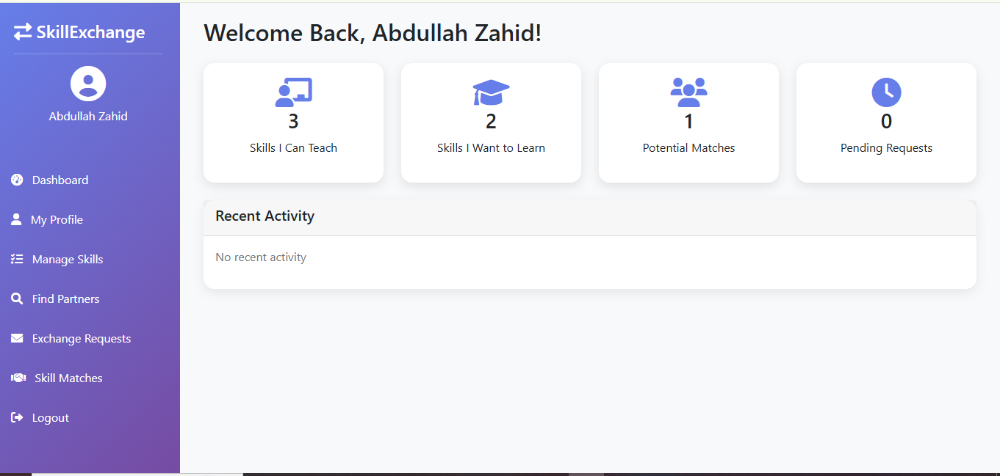 SkillExchange
Abdullah Zahid
Dashboard
My Profile
Manage Skills
Find Partners
Exchange Requests
Skill Matches
Logout
Welcome Back, Abdullah Zahid!
3
Skills I Can Teach
2
Skills I Want to Learn
1
Potential Matches
0
Pending Requests
Recent Activity
No recent activity